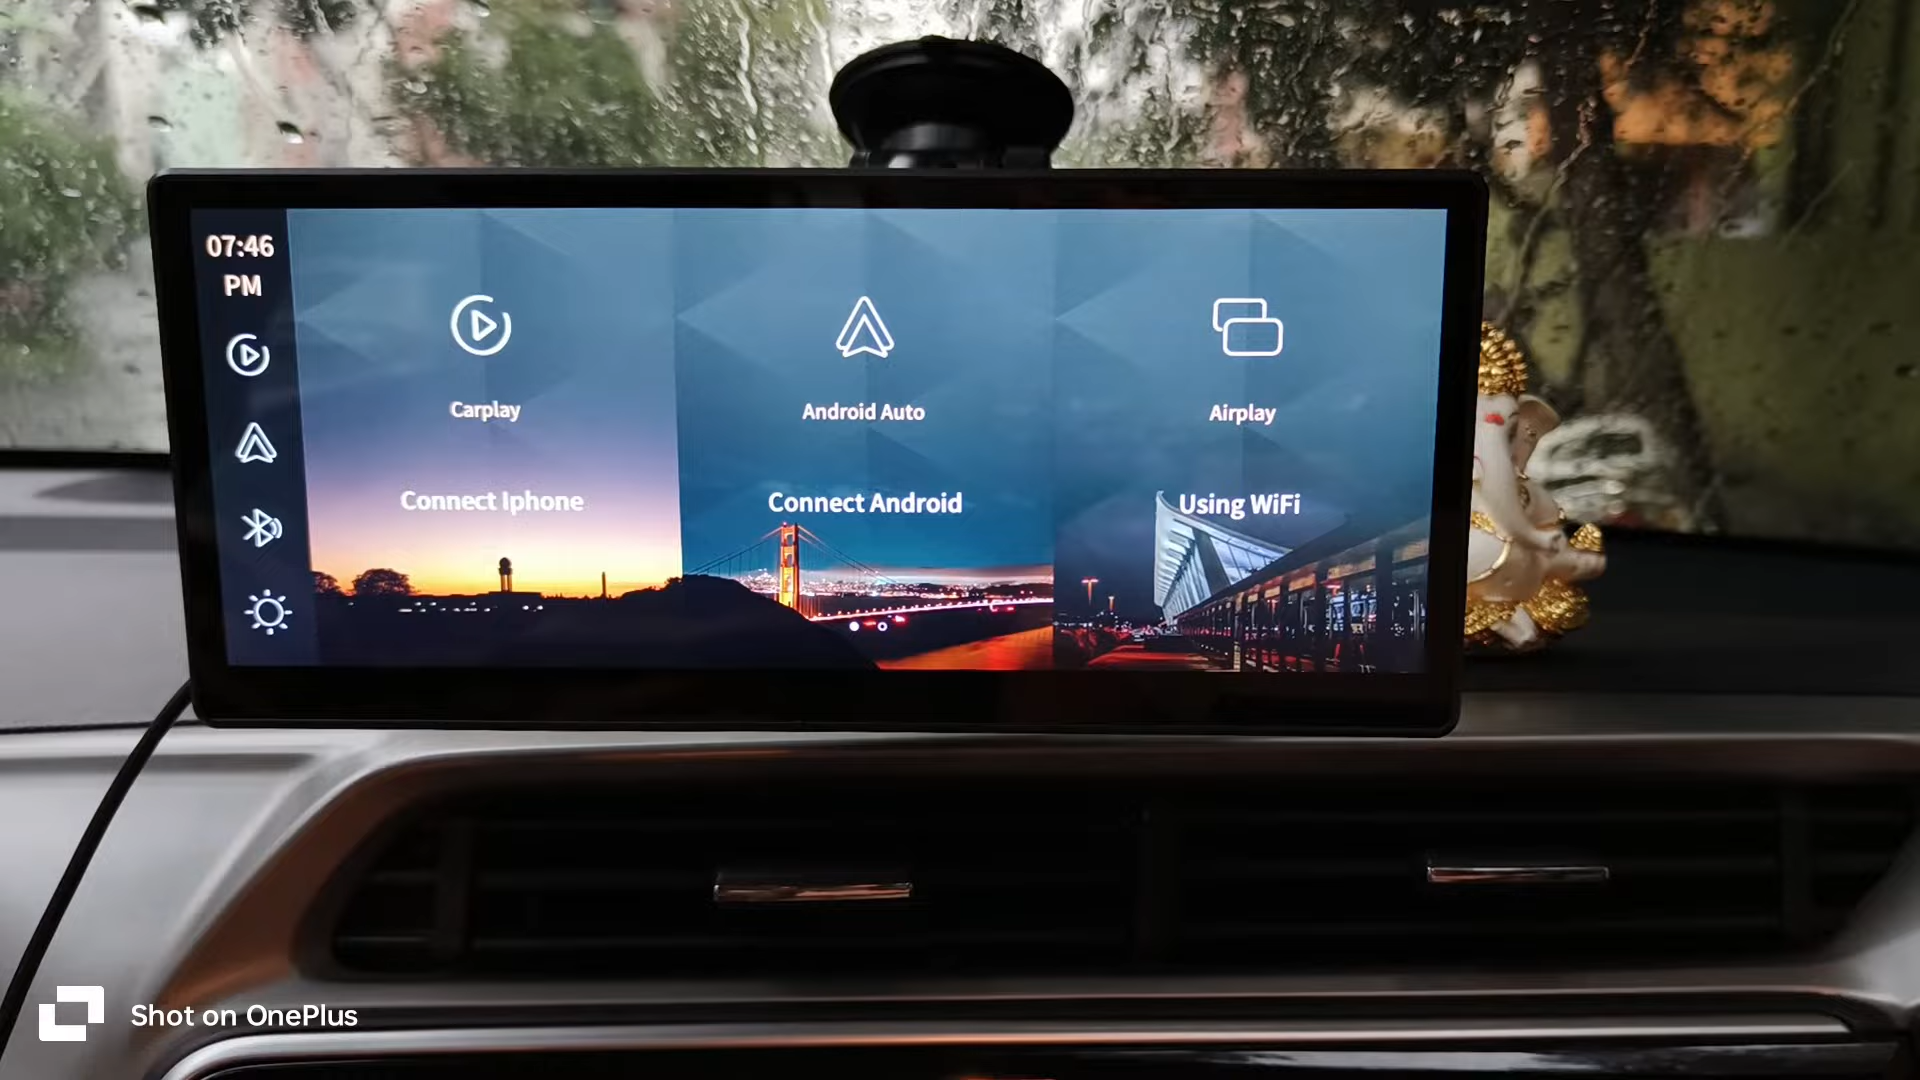 07:46
PM
Carplay
Connect Iphone
Android Auto
Connect Android
Airplay
Using WiFi
Shot on OnePlus